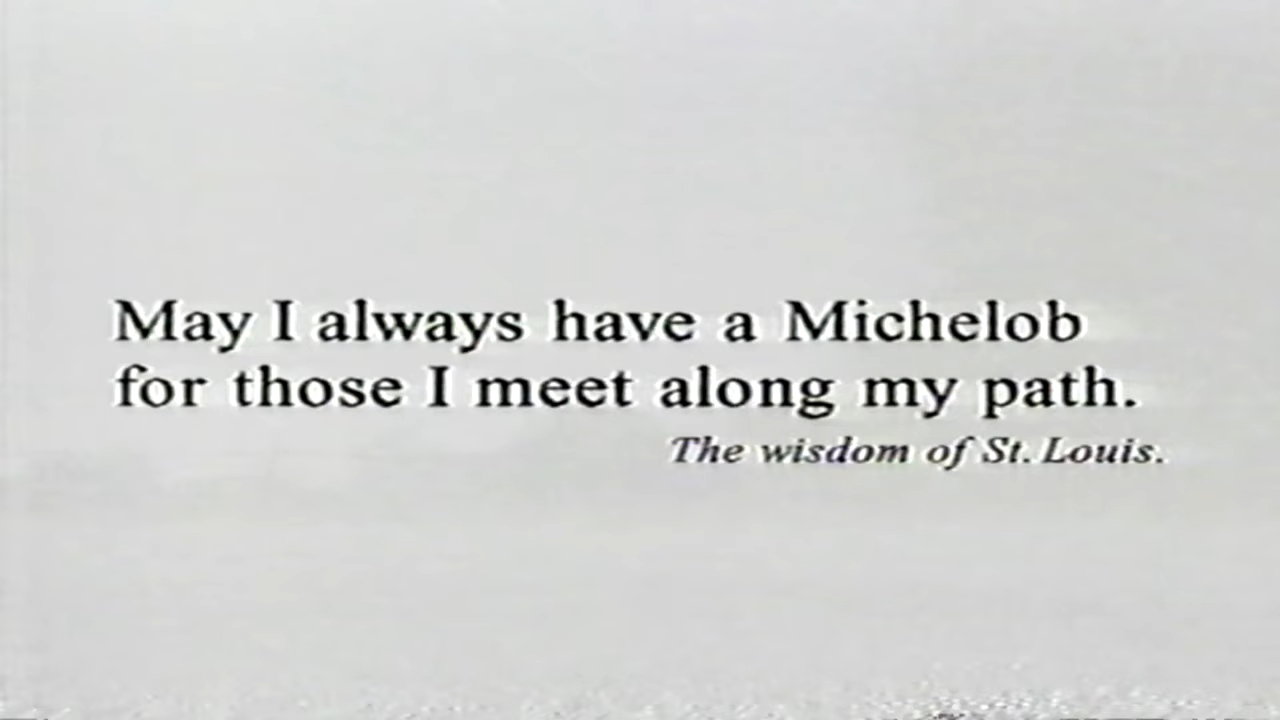 May I always have a Michelob
for those I meet along my path.
The wisdom of St. Louis.